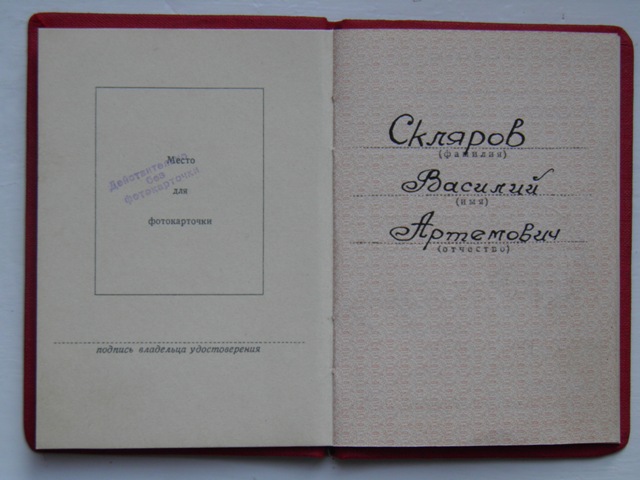 Место
для
фотокарточки
Действительно
без
фотокарточки
подпись владельца удостоверения
Скляров
(фамилия)
Василий
(имя)
Артемович
(отчество)